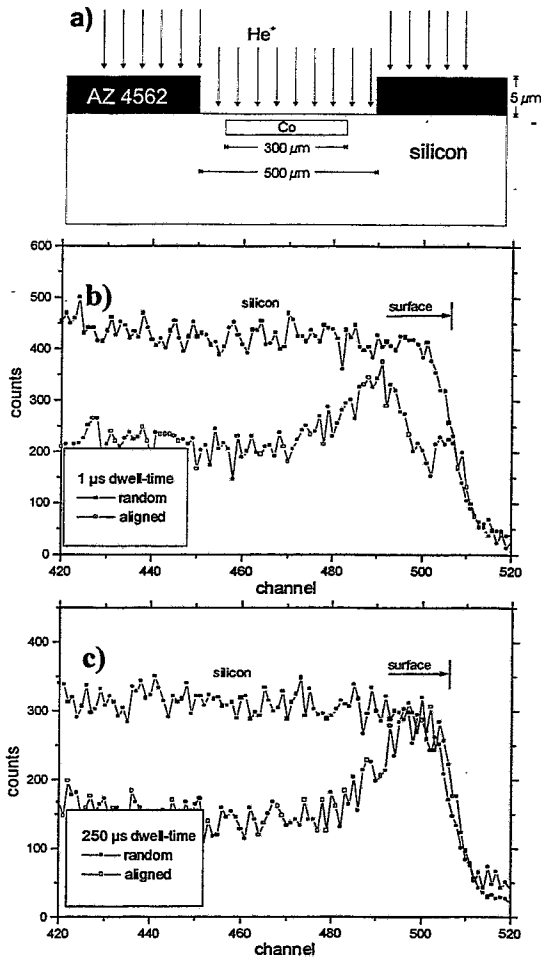 a)
He⁺
AZ 4562
5 µm
Co
300 µm
silicon
500 µm
600
500
400
300
200
100
0
b)
silicon
surface
counts
1 µs dwell-time
random
aligned
420
440
460
480
500
520
channel
400
300
200
100
0
c)
silicon
surface
counts
250 µs dwell-time
random
aligned
420
440
460
480
500
520
channel